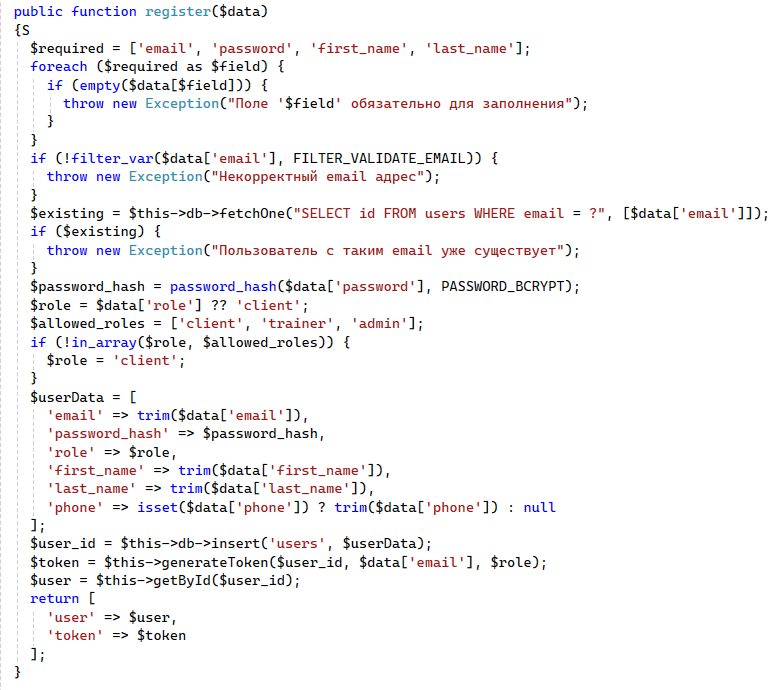 public function register($data)
{S
  $required = ['email', 'password', 'first_name', 'last_name'];
  foreach ($required as $field) {
    if (empty($data[$field])) {
      throw new Exception("Поле '$field' обязательно для заполнения");
    }
  }
  if (!filter_var($data['email'], FILTER_VALIDATE_EMAIL)) {
    throw new Exception("Некорректный email адрес");
  }
  $existing = $this->db->fetchOne("SELECT id FROM users WHERE email = ?", [$data['email']]);
  if ($existing) {
    throw new Exception("Пользователь с таким email уже существует");
  }
  $password_hash = password_hash($data['password'], PASSWORD_BCRYPT);
  $role = $data['role'] ?? 'client';
  $allowed_roles = ['client', 'trainer', 'admin'];
  if (!in_array($role, $allowed_roles)) {
    $role = 'client';
  }
  $userData = [
    'email' => trim($data['email']),
    'password_hash' => $password_hash,
    'role' => $role,
    'first_name' => trim($data['first_name']),
    'last_name' => trim($data['last_name']),
    'phone' => isset($data['phone']) ? trim($data['phone']) : null
  ];
  $user_id = $this->db->insert('users', $userData);
  $token = $this->generateToken($user_id, $data['email'], $role);
  $user = $this->getById($user_id);
  return [
    'user' => $user,
    'token' => $token
  ];
}